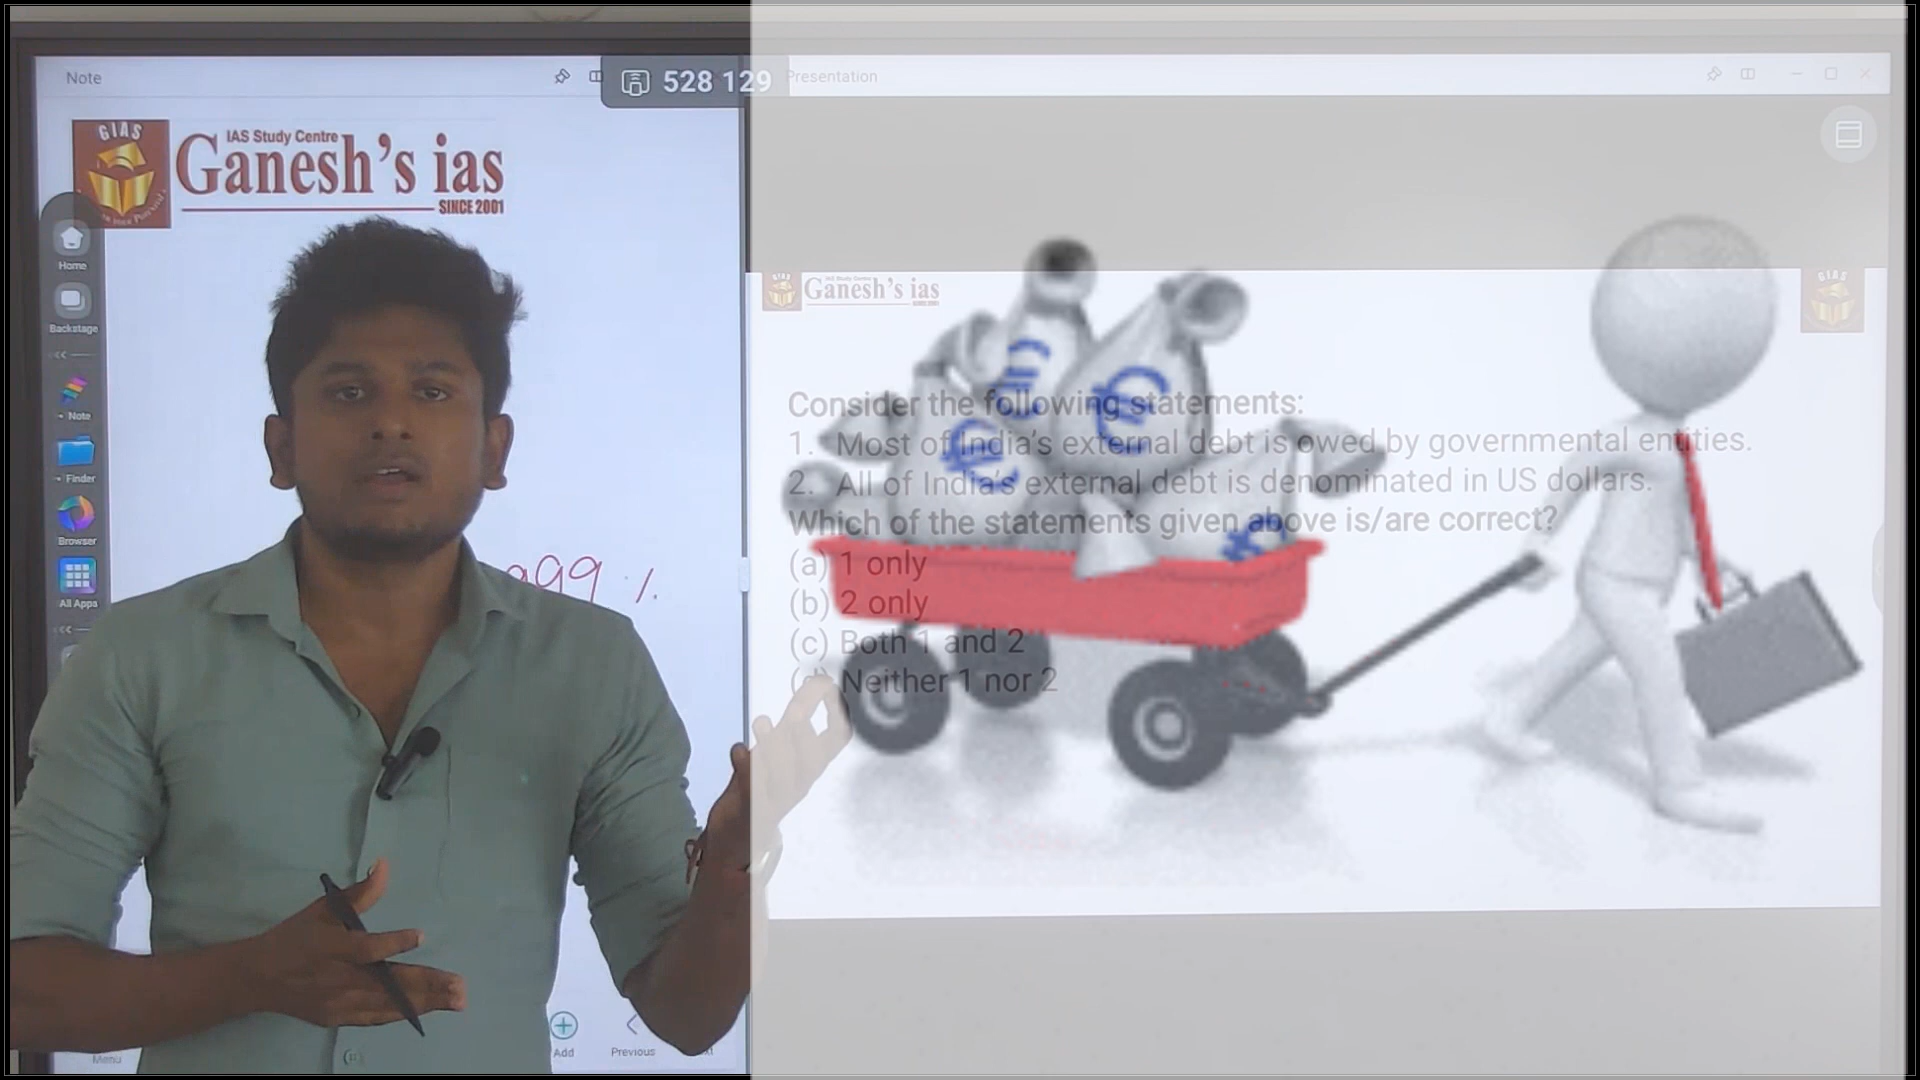 Note
528 129
Presentation
GIAS
IAS Study Centre
Ganesh's ias
SINCE 2001
Home
Backstage
Note
Finder
Browser
All Apps
Menu
Add
Previous
999 %
Ganesh's ias
GIAS
Consider the following statements:
1. Most of India's external debt is owed by governmental entities.
2. All of India's external debt is denominated in US dollars.
Which of the statements given above is/are correct?
(a) 1 only
(b) 2 only
(c) Both 1 and 2
(d) Neither 1 nor 2